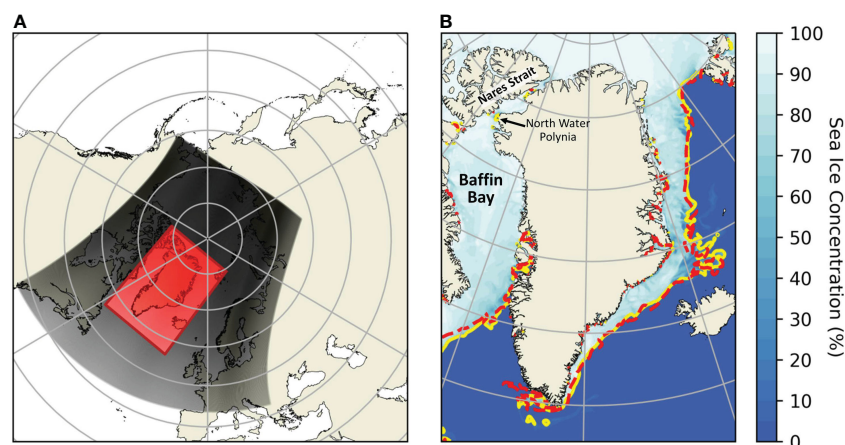 A
B
Nares Strait
North Water
Polynia
Baffin
Bay
100
90
80
70
60
50
40
30
20
10
0
Sea Ice Concentration (%)